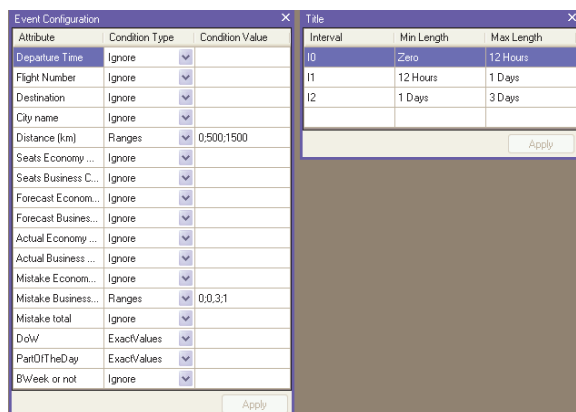 Event Configuration
Attribute Condition Type Condition Value
Departure Time Ignore
Flight Number Ignore
Destination Ignore
City name Ignore
Distance (km) Ranges 0;500;1500
Seats Economy ... Ignore
Seats Business C... Ignore
Forecast Econom... Ignore
Forecast Busines... Ignore
Actual Economy ... Ignore
Actual Business ... Ignore
Mistake Econom... Ignore
Mistake Business... Ranges 0;0,3;1
Mistake total Ignore
DoW ExactValues
PartOfTheDay ExactValues
BWeek or not Ignore
Apply
Title
Interval Min Length Max Length
I0 Zero 12 Hours
I1 12 Hours 1 Days
I2 1 Days 3 Days
Apply